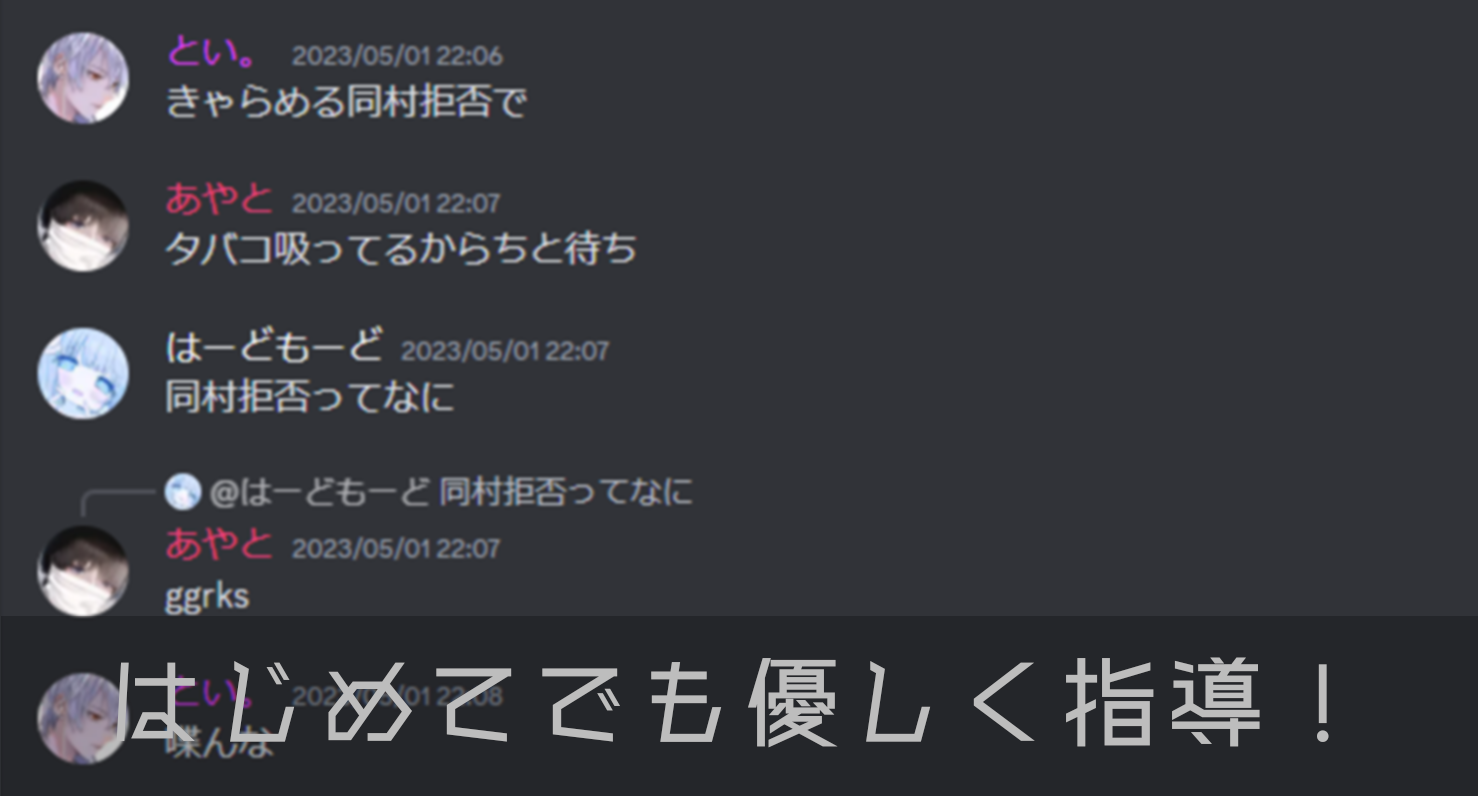 とい。 2023/05/01 22:06
きゃらめる同村拒否で
あやと 2023/05/01 22:07
タバコ吸ってるからちと待ち
はーどもーど 2023/05/01 22:07
同村拒否ってなに
@はーどもーど 同村拒否ってなに
あやと 2023/05/01 22:07
ggrks
とい。 2023/05/01 22:08
喋んな
はじめてでも優しく指導！